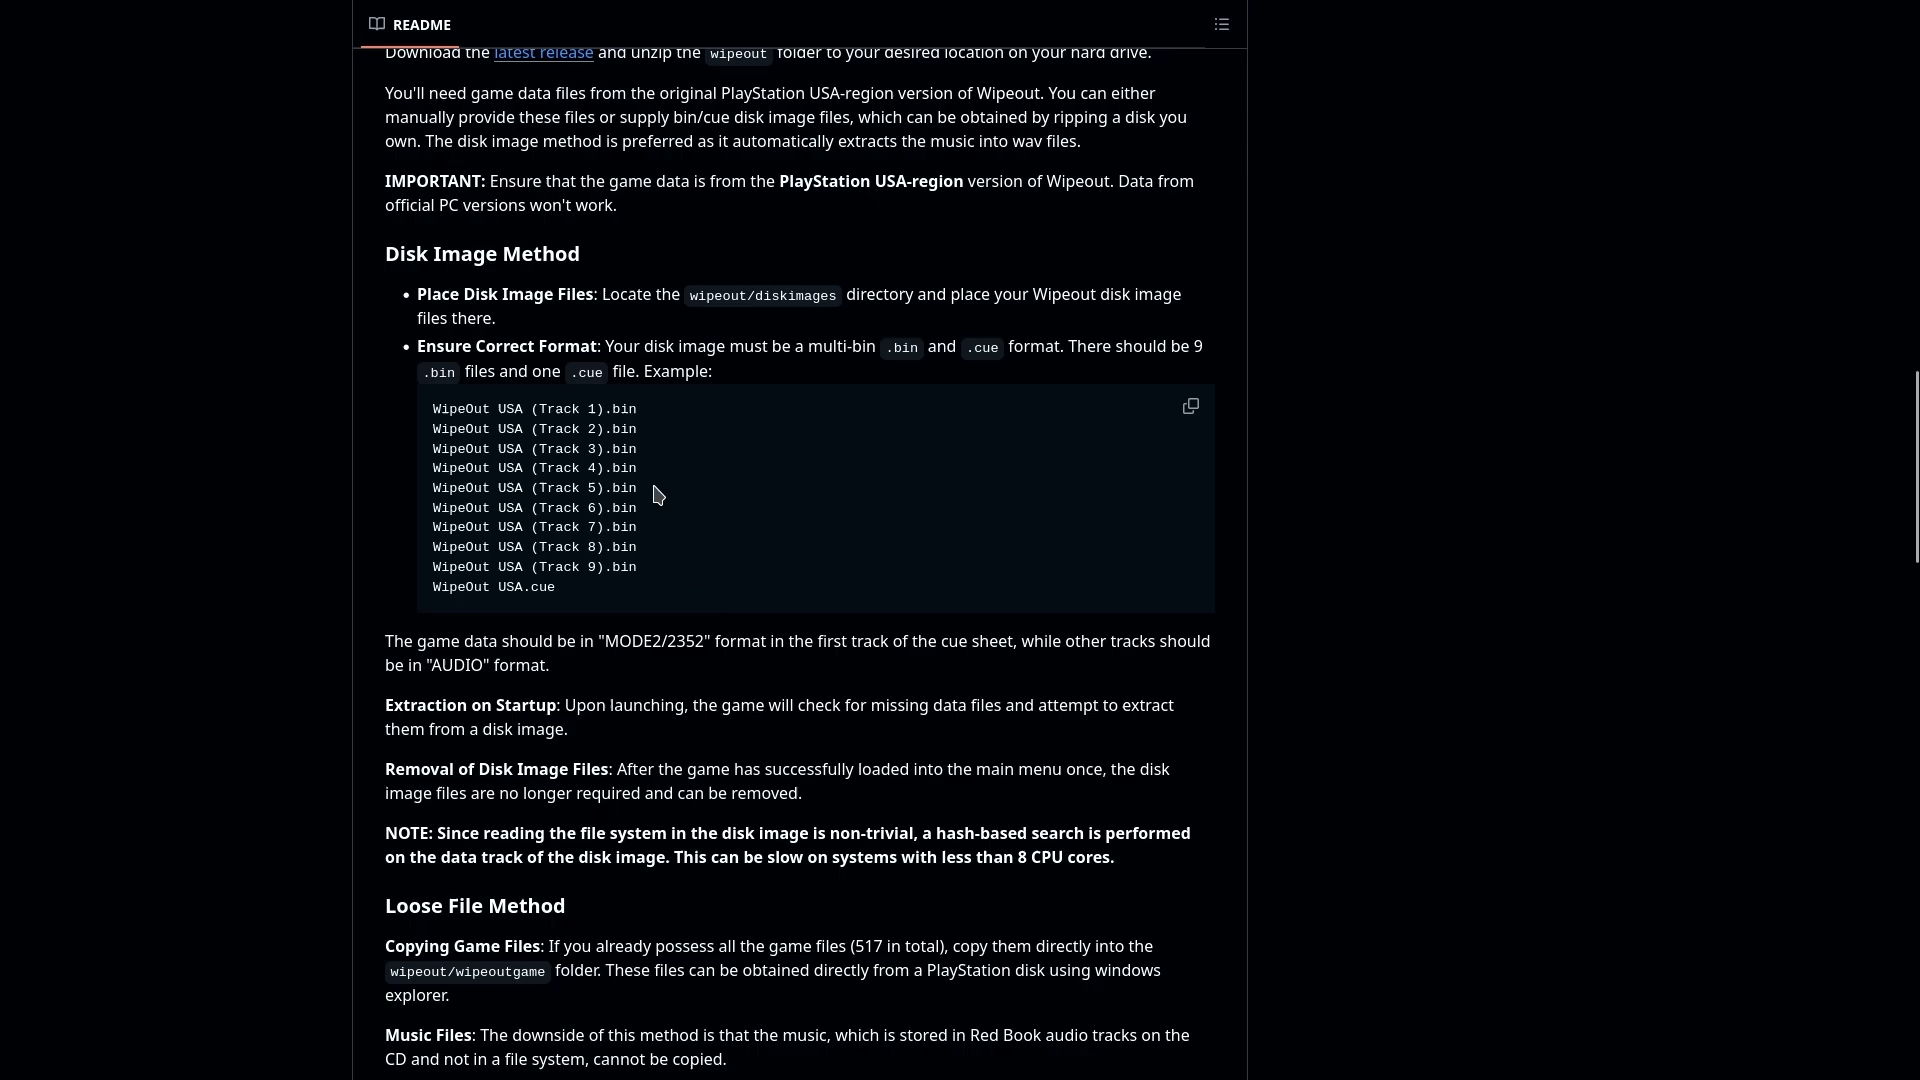 README
Download the latest release and unzip the wipeout folder to your desired location on your hard drive.
You'll need game data files from the original PlayStation USA-region version of Wipeout. You can either
manually provide these files or supply bin/cue disk image files, which can be obtained by ripping a disk you
own. The disk image method is preferred as it automatically extracts the music into wav files.
IMPORTANT: Ensure that the game data is from the PlayStation USA-region version of Wipeout. Data from
official PC versions won't work.
Disk Image Method
• Place Disk Image Files: Locate the wipeout/diskimages directory and place your Wipeout disk image
files there.
• Ensure Correct Format: Your disk image must be a multi-bin .bin and .cue format. There should be 9
.bin files and one .cue file. Example:
WipeOut USA (Track 1).bin
WipeOut USA (Track 2).bin
WipeOut USA (Track 3).bin
WipeOut USA (Track 4).bin
WipeOut USA (Track 5).bin
WipeOut USA (Track 6).bin
WipeOut USA (Track 7).bin
WipeOut USA (Track 8).bin
WipeOut USA (Track 9).bin
WipeOut USA.cue
The game data should be in "MODE2/2352" format in the first track of the cue sheet, while other tracks should
be in "AUDIO" format.
Extraction on Startup: Upon launching, the game will check for missing data files and attempt to extract
them from a disk image.
Removal of Disk Image Files: After the game has successfully loaded into the main menu once, the disk
image files are no longer required and can be removed.
NOTE: Since reading the file system in the disk image is non-trivial, a hash-based search is performed
on the data track of the disk image. This can be slow on systems with less than 8 CPU cores.
Loose File Method
Copying Game Files: If you already possess all the game files (517 in total), copy them directly into the
wipeout/wipeoutgame folder. These files can be obtained directly from a PlayStation disk using windows
explorer.
Music Files: The downside of this method is that the music, which is stored in Red Book audio tracks on the
CD and not in a file system, cannot be copied.